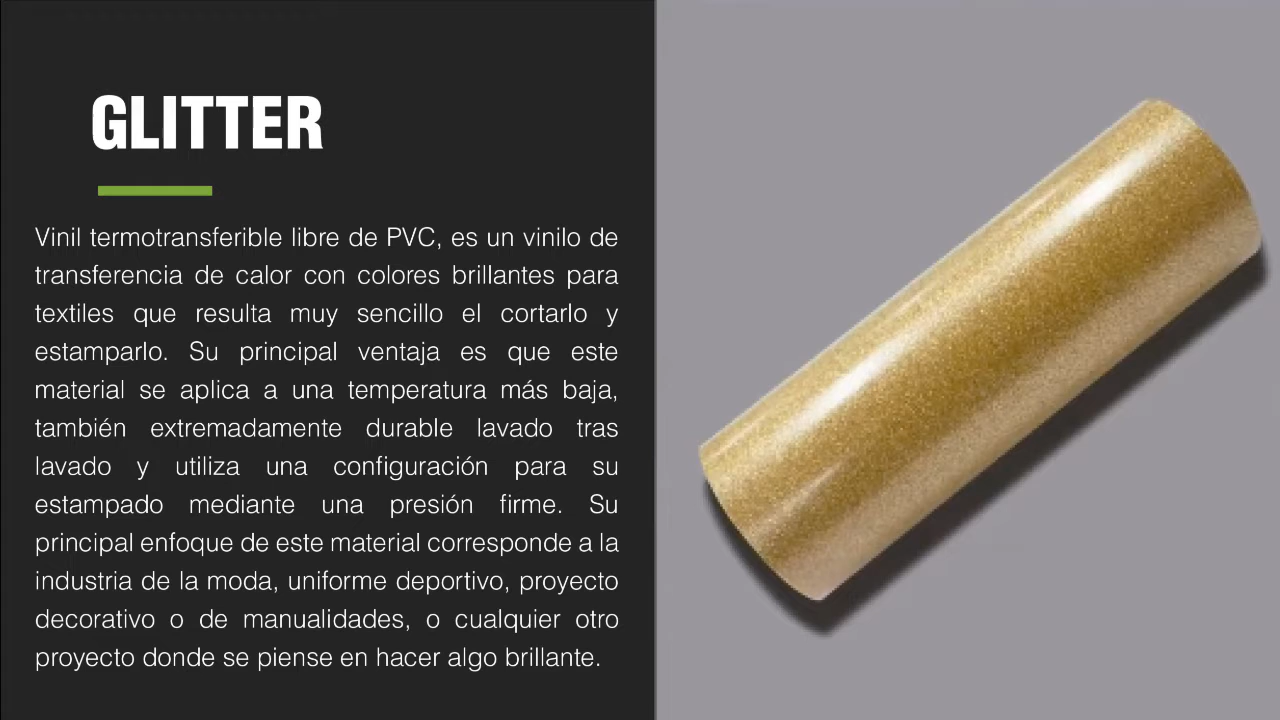 GLITTER
Vinil termotransferible libre de PVC, es un vinilo de
transferencia de calor con colores brillantes para
textiles que resulta muy sencillo el cortarlo y
estamparlo. Su principal ventaja es que este
material se aplica a una temperatura más baja,
también extremadamente durable lavado tras
lavado y utiliza una configuración para su
estampado mediante una presión firme. Su
principal enfoque de este material corresponde a la
industria de la moda, uniforme deportivo, proyecto
decorativo o de manualidades, o cualquier otro
proyecto donde se piense en hacer algo brillante.